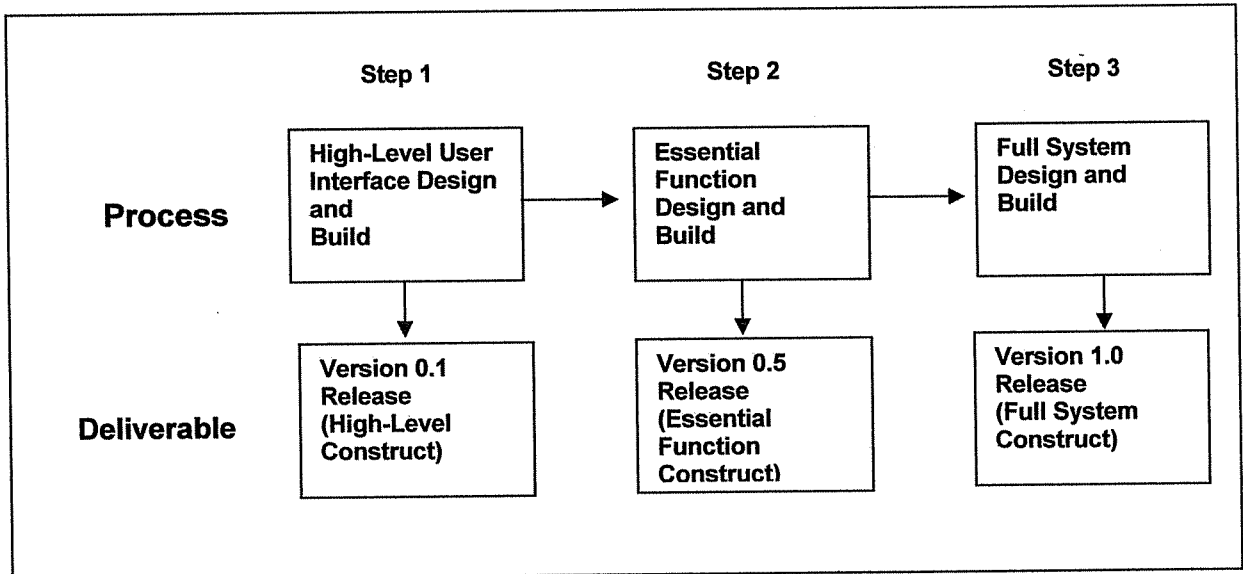 Step 1
Step 2
Step 3
Process
High-Level User
Interface Design
and
Build
Essential
Function
Design and
Build
Full System
Design and
Build
Deliverable
Version 0.1
Release
(High-Level
Construct)
Version 0.5
Release
(Essential
Function
Construct)
Version 1.0
Release
(Full System
Construct)